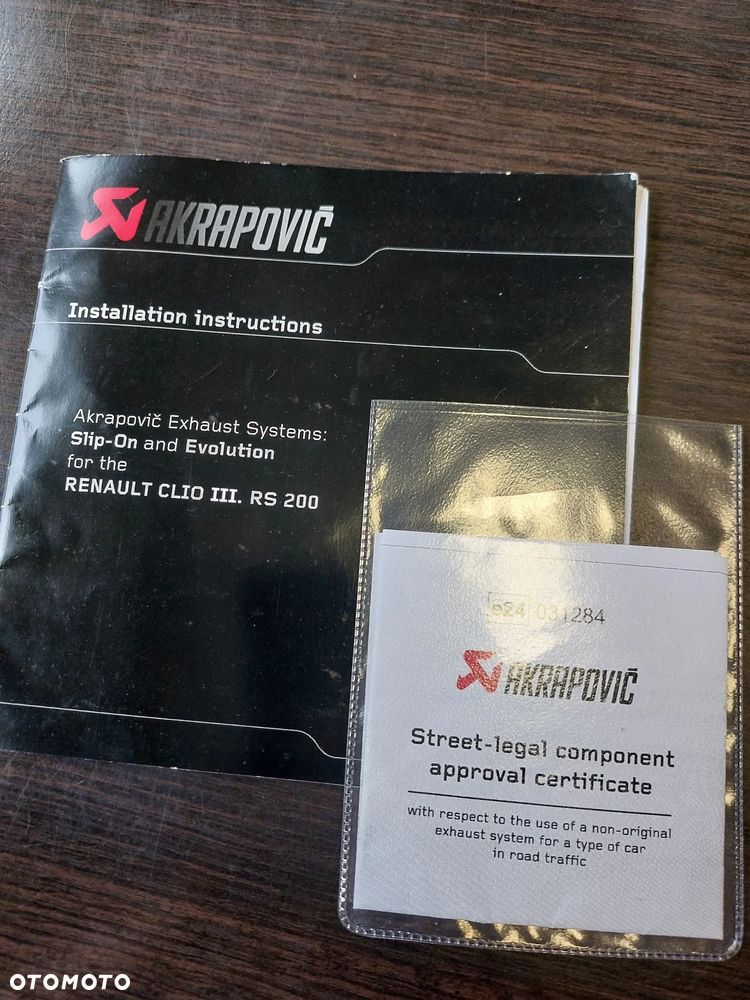 AKRAPOVIČ
Installation instructions
Akrapovič Exhaust Systems:
Slip-On and Evolution
for the
RENAULT CLIO III. RS 200
e24 031284
AKRAPOVIČ
Street-legal component
approval certificate
with respect to the use of a non-original
exhaust system for a type of car
in road traffic
OTOMOTO